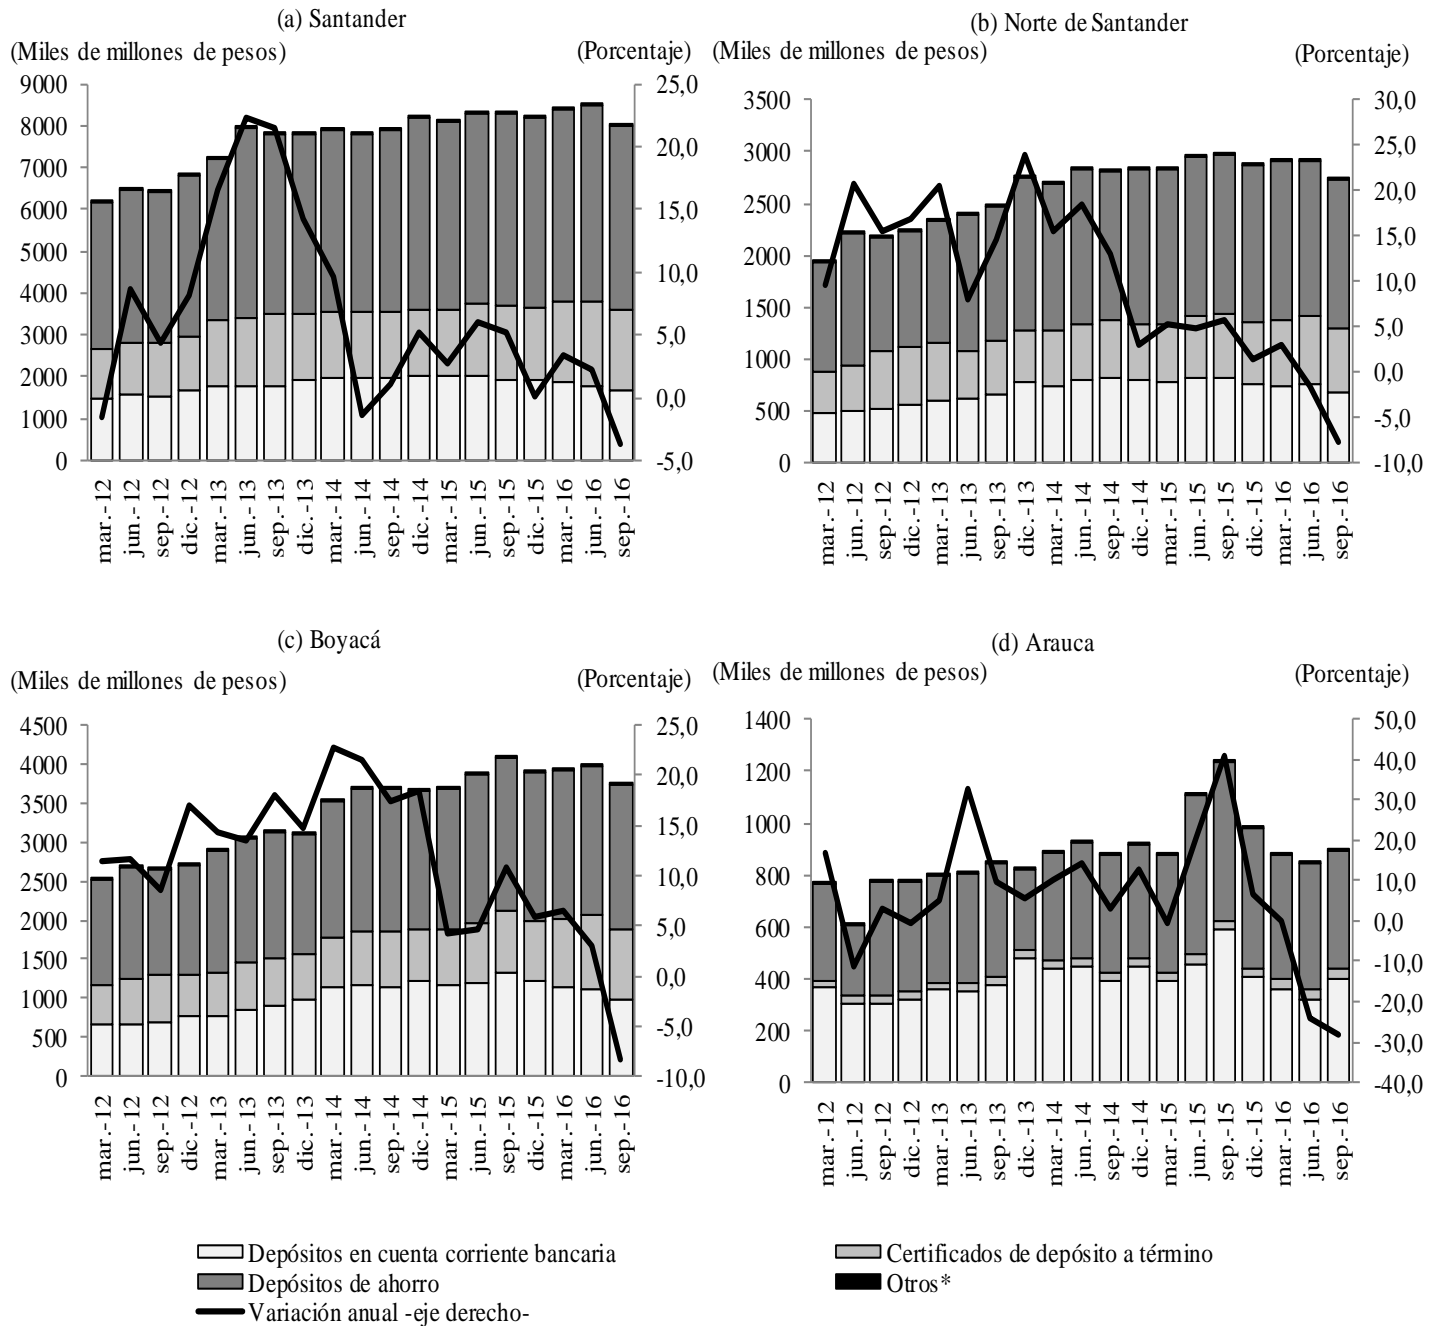 (a) Santander
(Miles de millones de pesos)
(Porcentaje)
9000
8000
7000
6000
5000
4000
3000
2000
1000
0
25,0
20,0
15,0
10,0
5,0
0,0
-5,0
mar.-12
jun.-12
sep.-12
dic.-12
mar.-13
jun.-13
sep.-13
dic.-13
mar.-14
jun.-14
sep.-14
dic.-14
mar.-15
jun.-15
sep.-15
dic.-15
mar.-16
jun.-16
sep.-16
(b) Norte de Santander
(Miles de millones de pesos)
(Porcentaje)
3500
3000
2500
2000
1500
1000
500
0
30,0
25,0
20,0
15,0
10,0
5,0
0,0
-5,0
-10,0
mar.-12
jun.-12
sep.-12
dic.-12
mar.-13
jun.-13
sep.-13
dic.-13
mar.-14
jun.-14
sep.-14
dic.-14
mar.-15
jun.-15
sep.-15
dic.-15
mar.-16
jun.-16
sep.-16
(c) Boyacá
(Miles de millones de pesos)
(Porcentaje)
4500
4000
3500
3000
2500
2000
1500
1000
500
0
25,0
20,0
15,0
10,0
5,0
0,0
-5,0
-10,0
mar.-12
jun.-12
sep.-12
dic.-12
mar.-13
jun.-13
sep.-13
dic.-13
mar.-14
jun.-14
sep.-14
dic.-14
mar.-15
jun.-15
sep.-15
dic.-15
mar.-16
jun.-16
sep.-16
(d) Arauca
(Miles de millones de pesos)
(Porcentaje)
1400
1200
1000
800
600
400
200
0
50,0
40,0
30,0
20,0
10,0
0,0
-10,0
-20,0
-30,0
-40,0
mar.-12
jun.-12
sep.-12
dic.-12
mar.-13
jun.-13
sep.-13
dic.-13
mar.-14
jun.-14
sep.-14
dic.-14
mar.-15
jun.-15
sep.-15
dic.-15
mar.-16
jun.-16
sep.-16
Depósitos en cuenta corriente bancaria
Certificados de depósito a término
Depósitos de ahorro
Otros*
Variación anual -eje derecho-